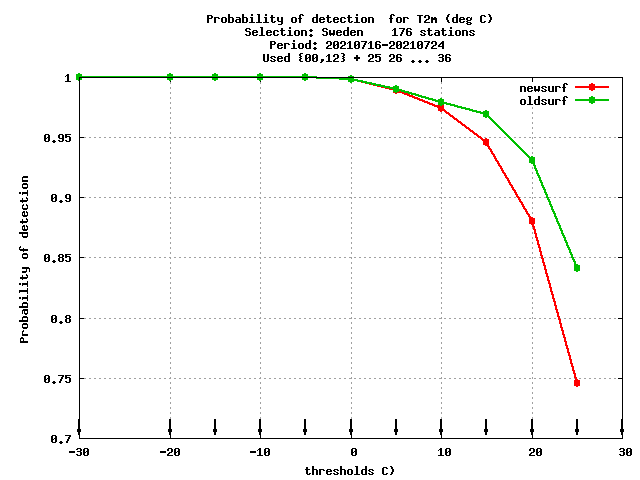 Probability of detection  for T2m (deg C)
Selection: Sweden    176 stations
Period: 20210716-20210724
Used {00,12} + 25 26 ... 36
newsurf
oldsurf
Probability of detection
1
0.95
0.9
0.85
0.8
0.75
0.7
-30 -20 -10 0 10 20 30
thresholds C)